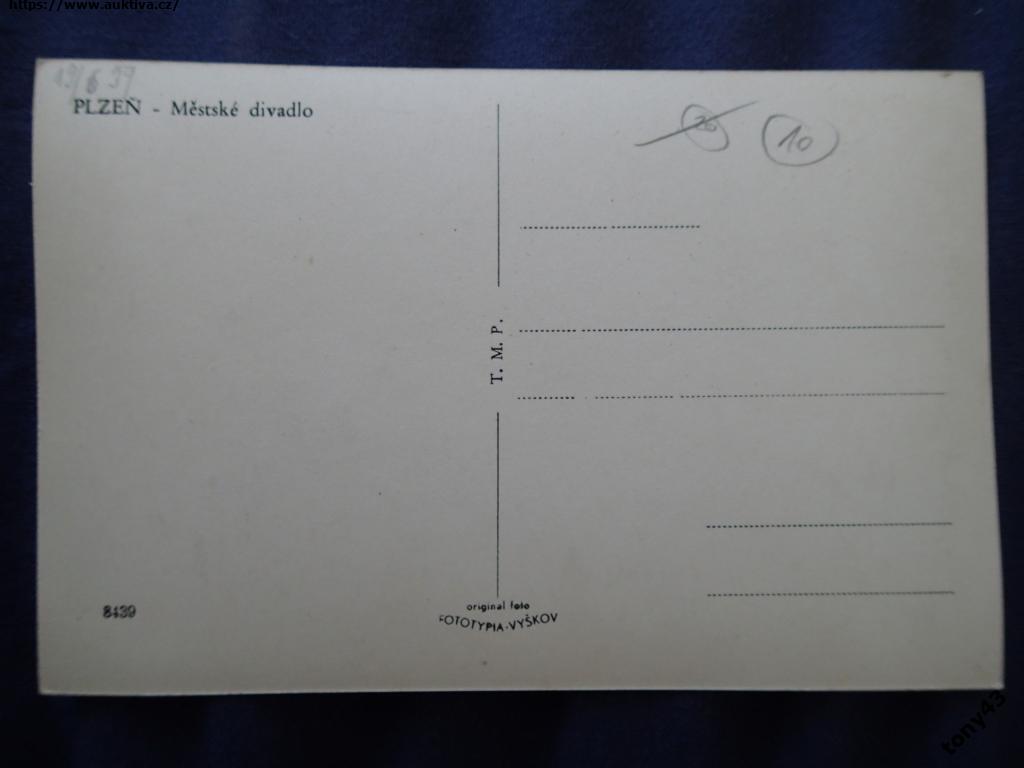 https://www.auktiva.cz/
PLZEŇ - Městské divadlo
10
T. M. P.
8439
original foto
FOTOTYPIA-VYŠKOV
tony43